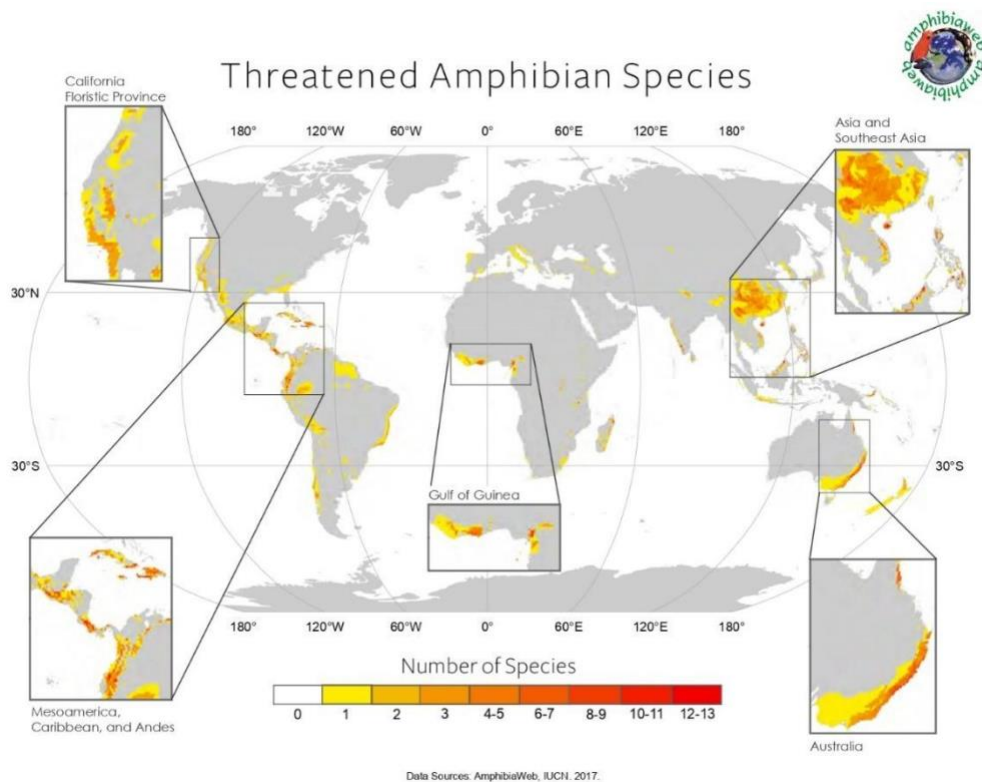 amphibiaweb
amphibiaweb
Threatened Amphibian Species
California
Floristic Province
Asia and
Southeast Asia
180° 120°W 60°W 0° 60°E 120°E 180°
30°N
30°S 30°S
Gulf of Guinea
180° 120°W 60°W 0° 60°E 120°E 180°
Mesoamerica,
Caribbean, and Andes
Number of Species
0 1 2 3 4-5 6-7 8-9 10-11 12-13
Australia
Data Sources: AmphibiaWeb, IUCN. 2017.